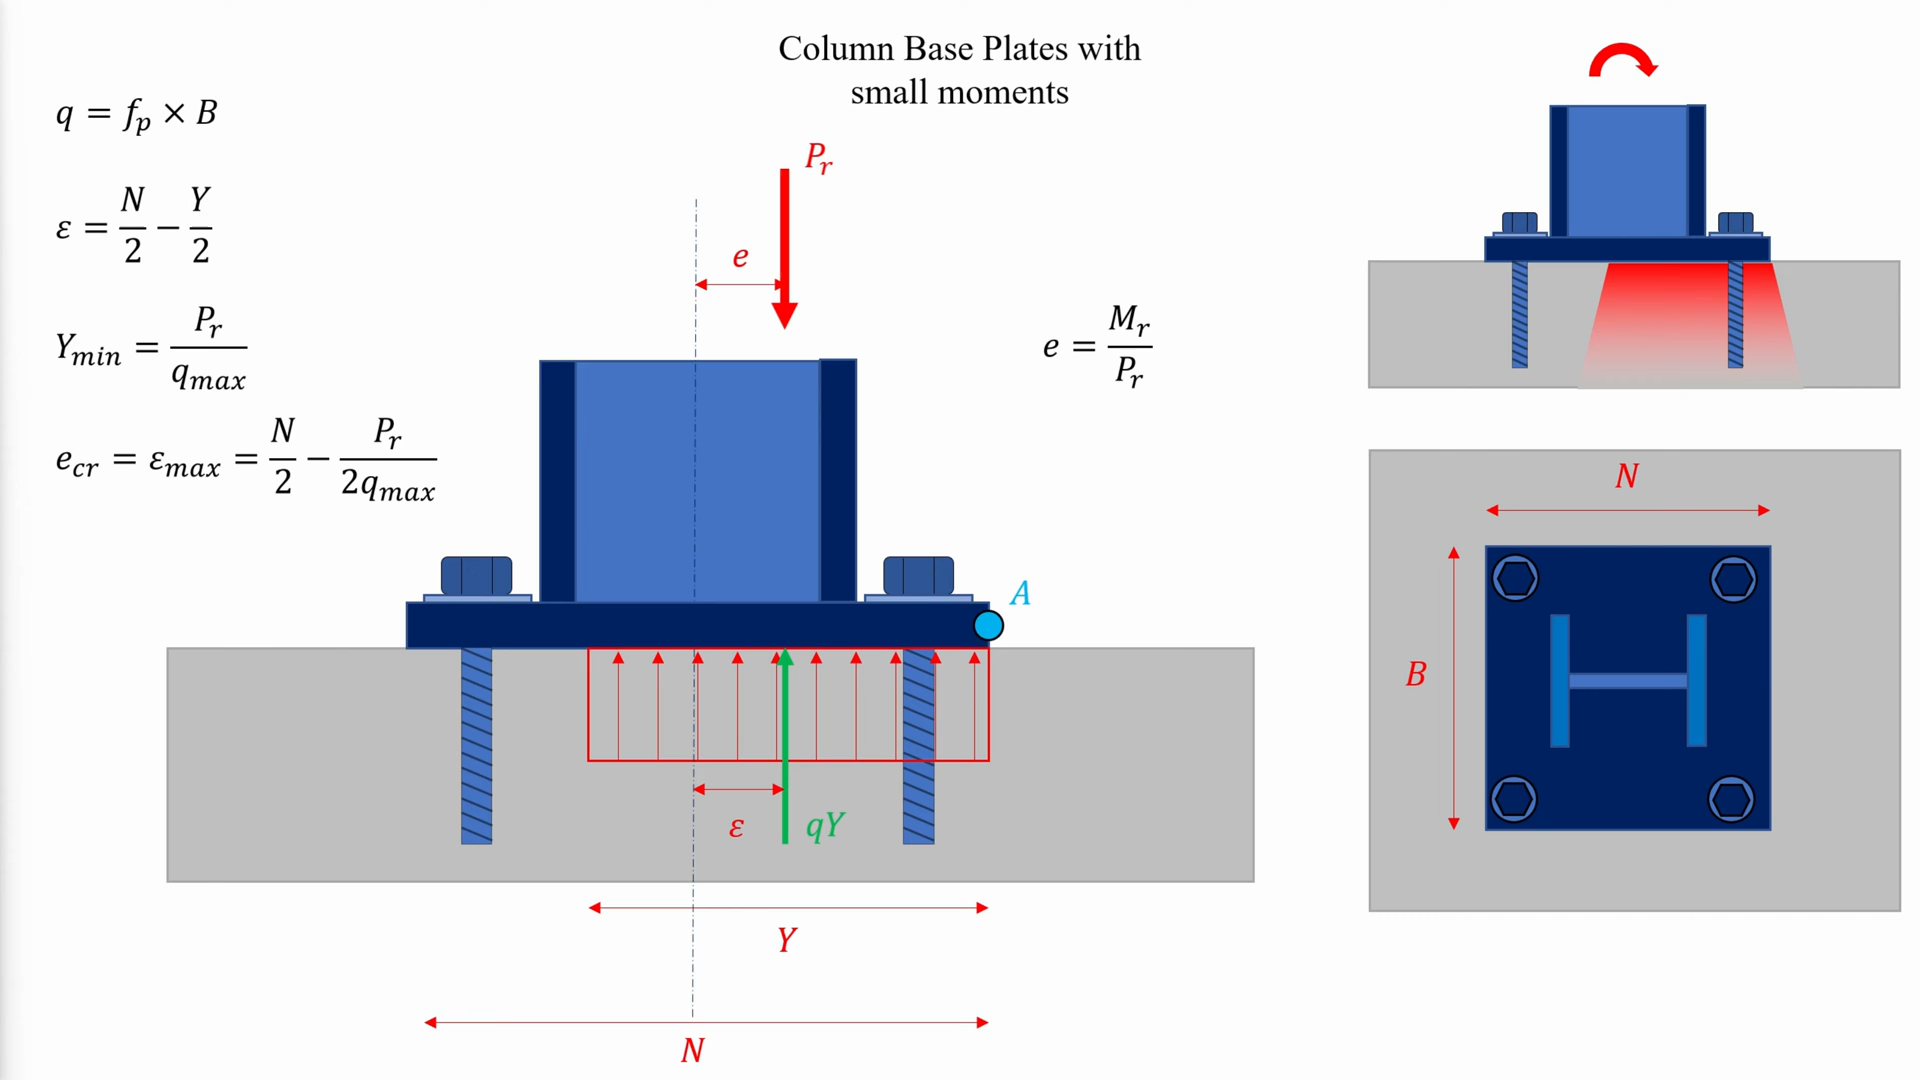 Column Base Plates with
small moments
q = f_p × B
ε = N/2 − Y/2
Y_min = P_r/q_max
e_cr = ε_max = N/2 − P_r/2q_max
P_r
e
e = M_r/P_r
A
ε
qY
Y
N
N
B